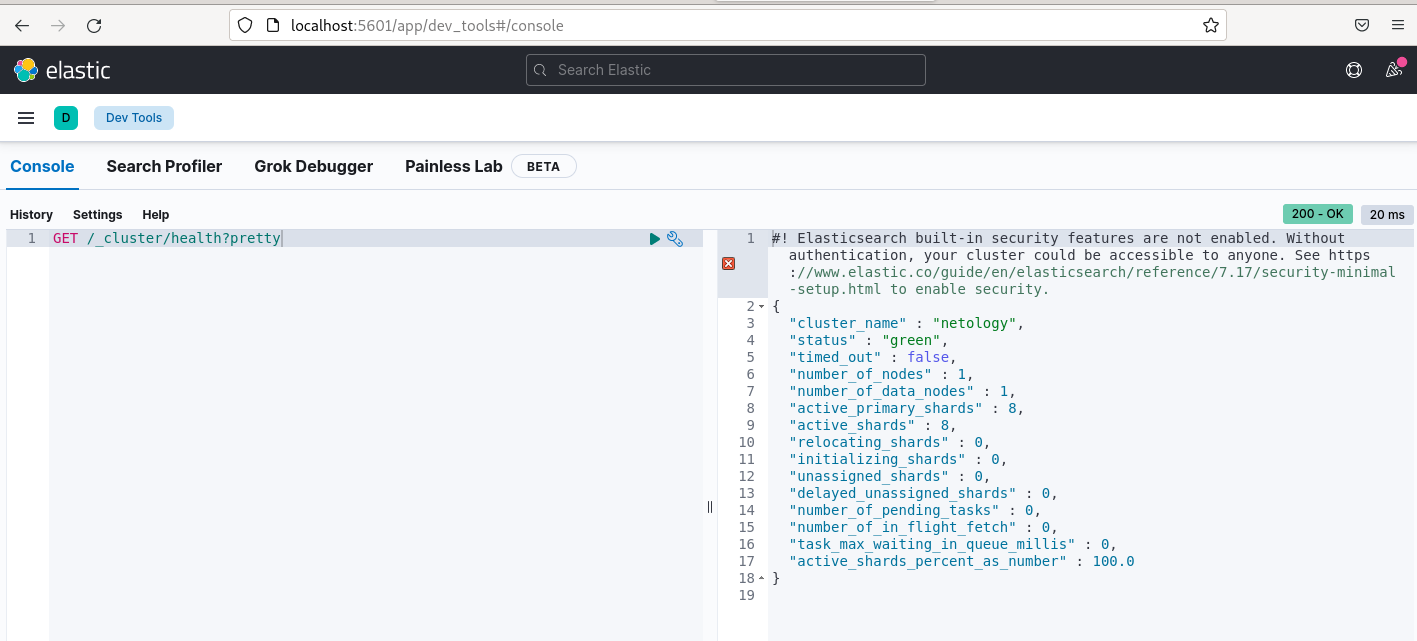 localhost:5601/app/dev_tools#/console
elastic
Search Elastic
D
Dev Tools
Console
Search Profiler
Grok Debugger
Painless Lab
BETA
History
Settings
Help
200 - OK
20 ms
1 GET /_cluster/health?pretty
1 #! Elasticsearch built-in security features are not enabled. Without
authentication, your cluster could be accessible to anyone. See https
://www.elastic.co/guide/en/elasticsearch/reference/7.17/security-minimal
-setup.html to enable security.
2 {
3 "cluster_name" : "netology",
4 "status" : "green",
5 "timed_out" : false,
6 "number_of_nodes" : 1,
7 "number_of_data_nodes" : 1,
8 "active_primary_shards" : 8,
9 "active_shards" : 8,
10 "relocating_shards" : 0,
11 "initializing_shards" : 0,
12 "unassigned_shards" : 0,
13 "delayed_unassigned_shards" : 0,
14 "number_of_pending_tasks" : 0,
15 "number_of_in_flight_fetch" : 0,
16 "task_max_waiting_in_queue_millis" : 0,
17 "active_shards_percent_as_number" : 100.0
18 }
19